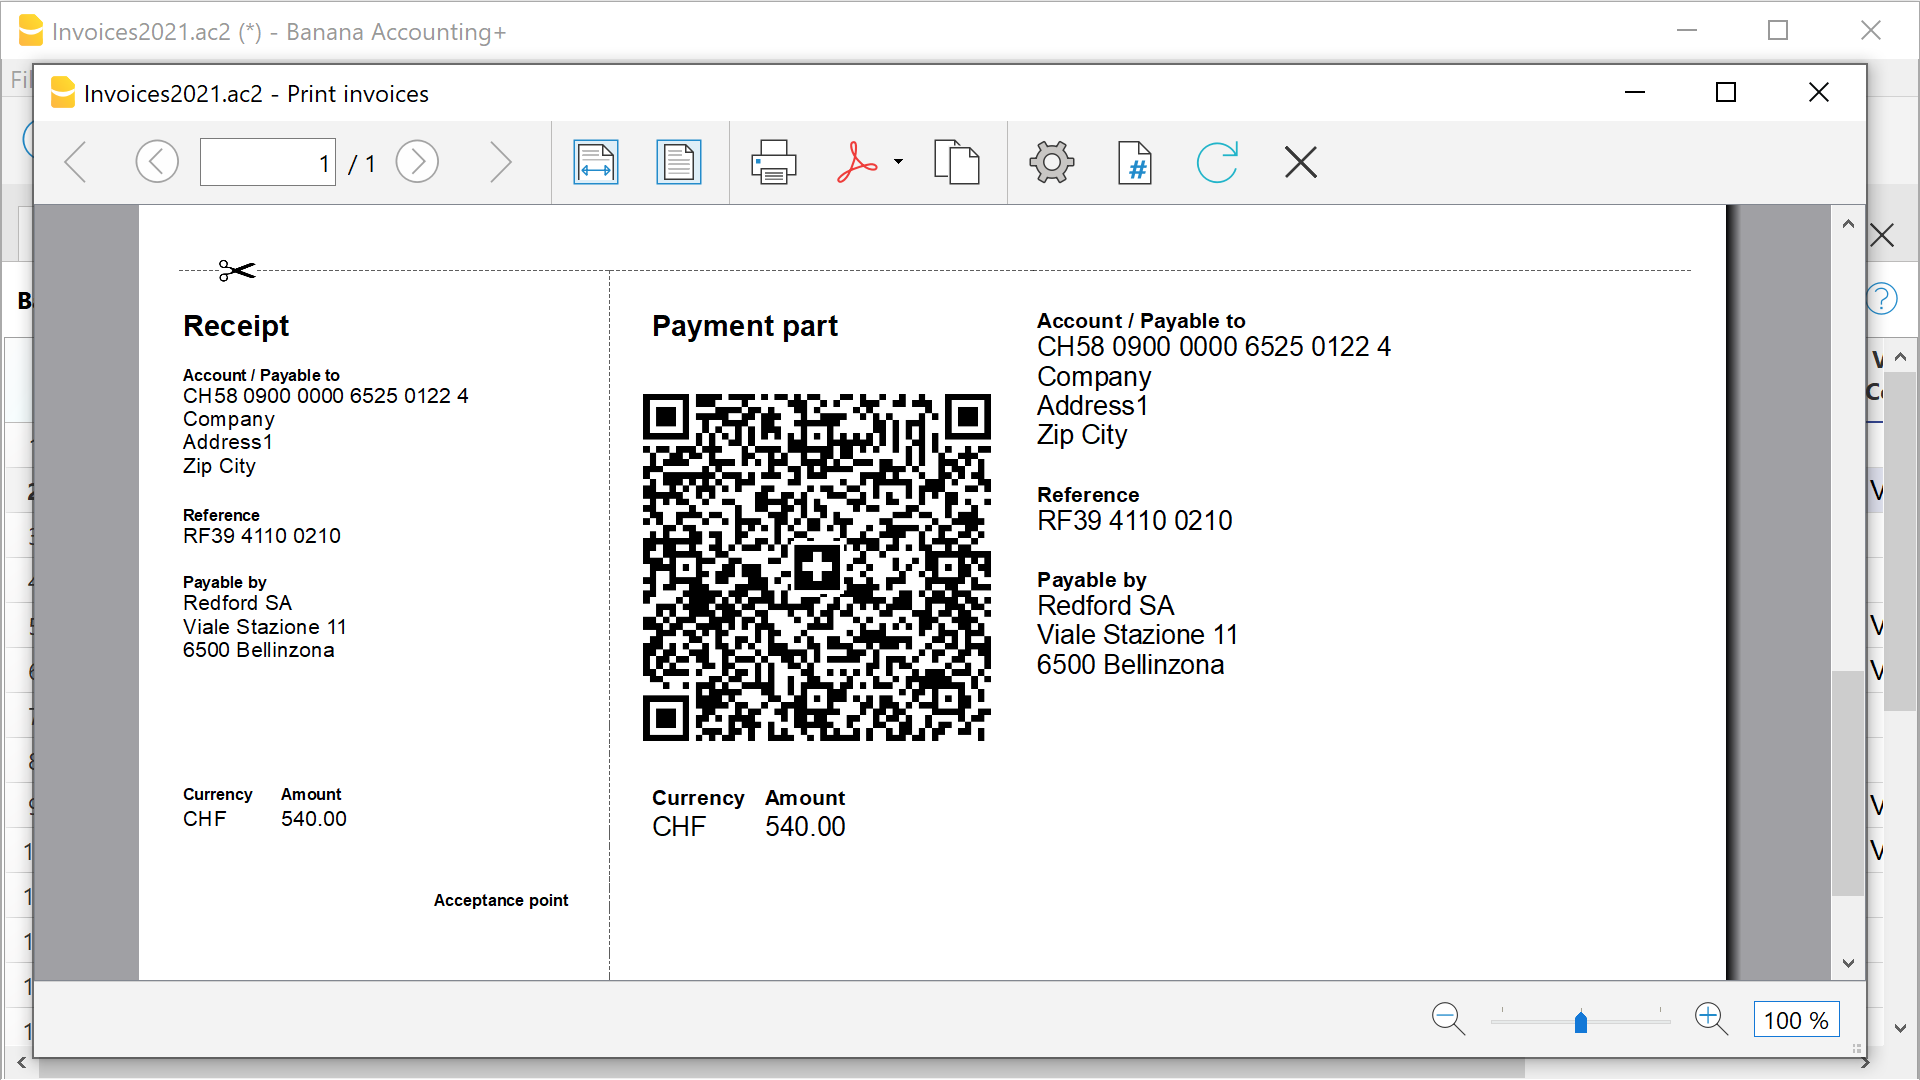 Invoices2021.ac2 (*) - Banana Accounting+
Invoices2021.ac2 - Print invoices
1 / 1
#
Receipt
Account / Payable to
CH58 0900 0000 6525 0122 4
Company
Address1
Zip City
Reference
RF39 4110 0210
Payable by
Redford SA
Viale Stazione 11
6500 Bellinzona
Currency Amount
CHF 540.00
Acceptance point
Payment part
Currency Amount
CHF 540.00
Account / Payable to
CH58 0900 0000 6525 0122 4
Company
Address1
Zip City
Reference
RF39 4110 0210
Payable by
Redford SA
Viale Stazione 11
6500 Bellinzona
100 %